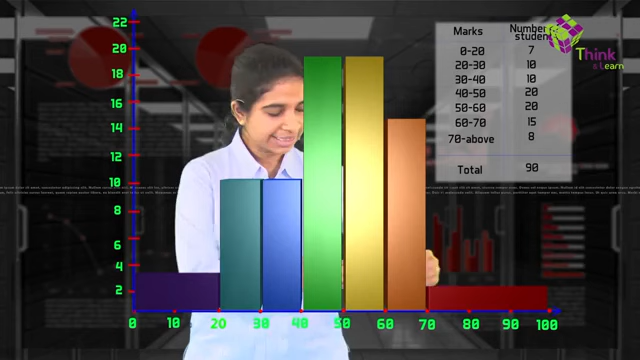 22
20
18
16
14
12
10
8
6
4
2
0 10 20 30 40 50 60 70 80 90 100
Marks Number
student
0-20 7
20-30 10
30-40 10
40-50 20
50-60 20
60-70 15
70-above 8
Total 90
Think
& Learn